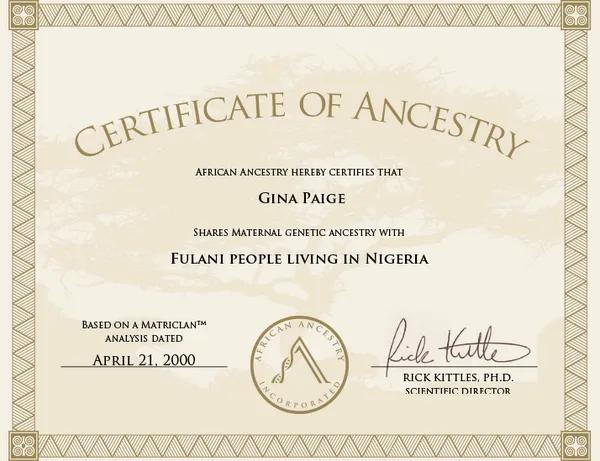 CERTIFICATE OF ANCESTRY
AFRICAN ANCESTRY HEREBY CERTIFIES THAT
GINA PAIGE
SHARES MATERNAL GENETIC ANCESTRY WITH
FULANI PEOPLE LIVING IN NIGERIA
BASED ON A MATRICLAN™
ANALYSIS DATED
APRIL 21, 2000
AFRICAN ANCESTRY
INCORPORATED
Rick Kittles
RICK KITTLES, PH.D.
SCIENTIFIC DIRECTOR